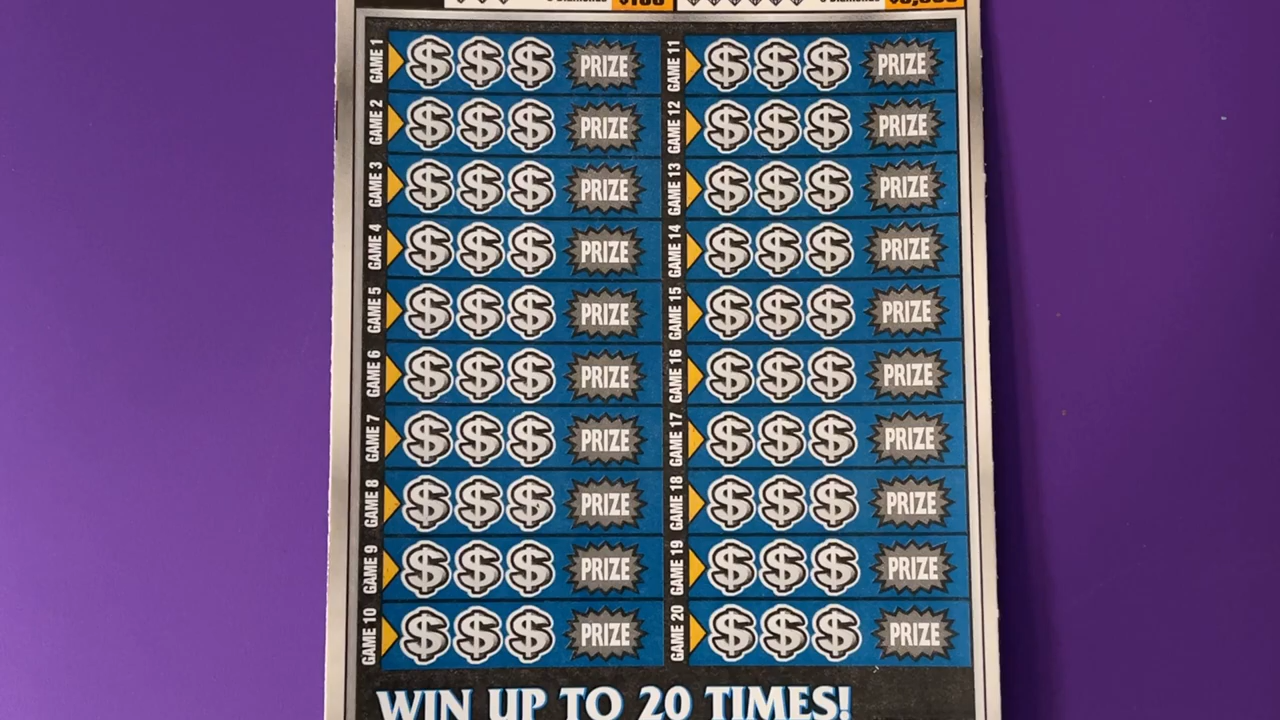 GAME 1 $ $ $ PRIZE GAME 11 $ $ $ PRIZE
GAME 2 $ $ $ PRIZE GAME 12 $ $ $ PRIZE
GAME 3 $ $ $ PRIZE GAME 13 $ $ $ PRIZE
GAME 4 $ $ $ PRIZE GAME 14 $ $ $ PRIZE
GAME 5 $ $ $ PRIZE GAME 15 $ $ $ PRIZE
GAME 6 $ $ $ PRIZE GAME 16 $ $ $ PRIZE
GAME 7 $ $ $ PRIZE GAME 17 $ $ $ PRIZE
GAME 8 $ $ $ PRIZE GAME 18 $ $ $ PRIZE
GAME 9 $ $ $ PRIZE GAME 19 $ $ $ PRIZE
GAME 10 $ $ $ PRIZE GAME 20 $ $ $ PRIZE
WIN UP TO 20 TIMES!